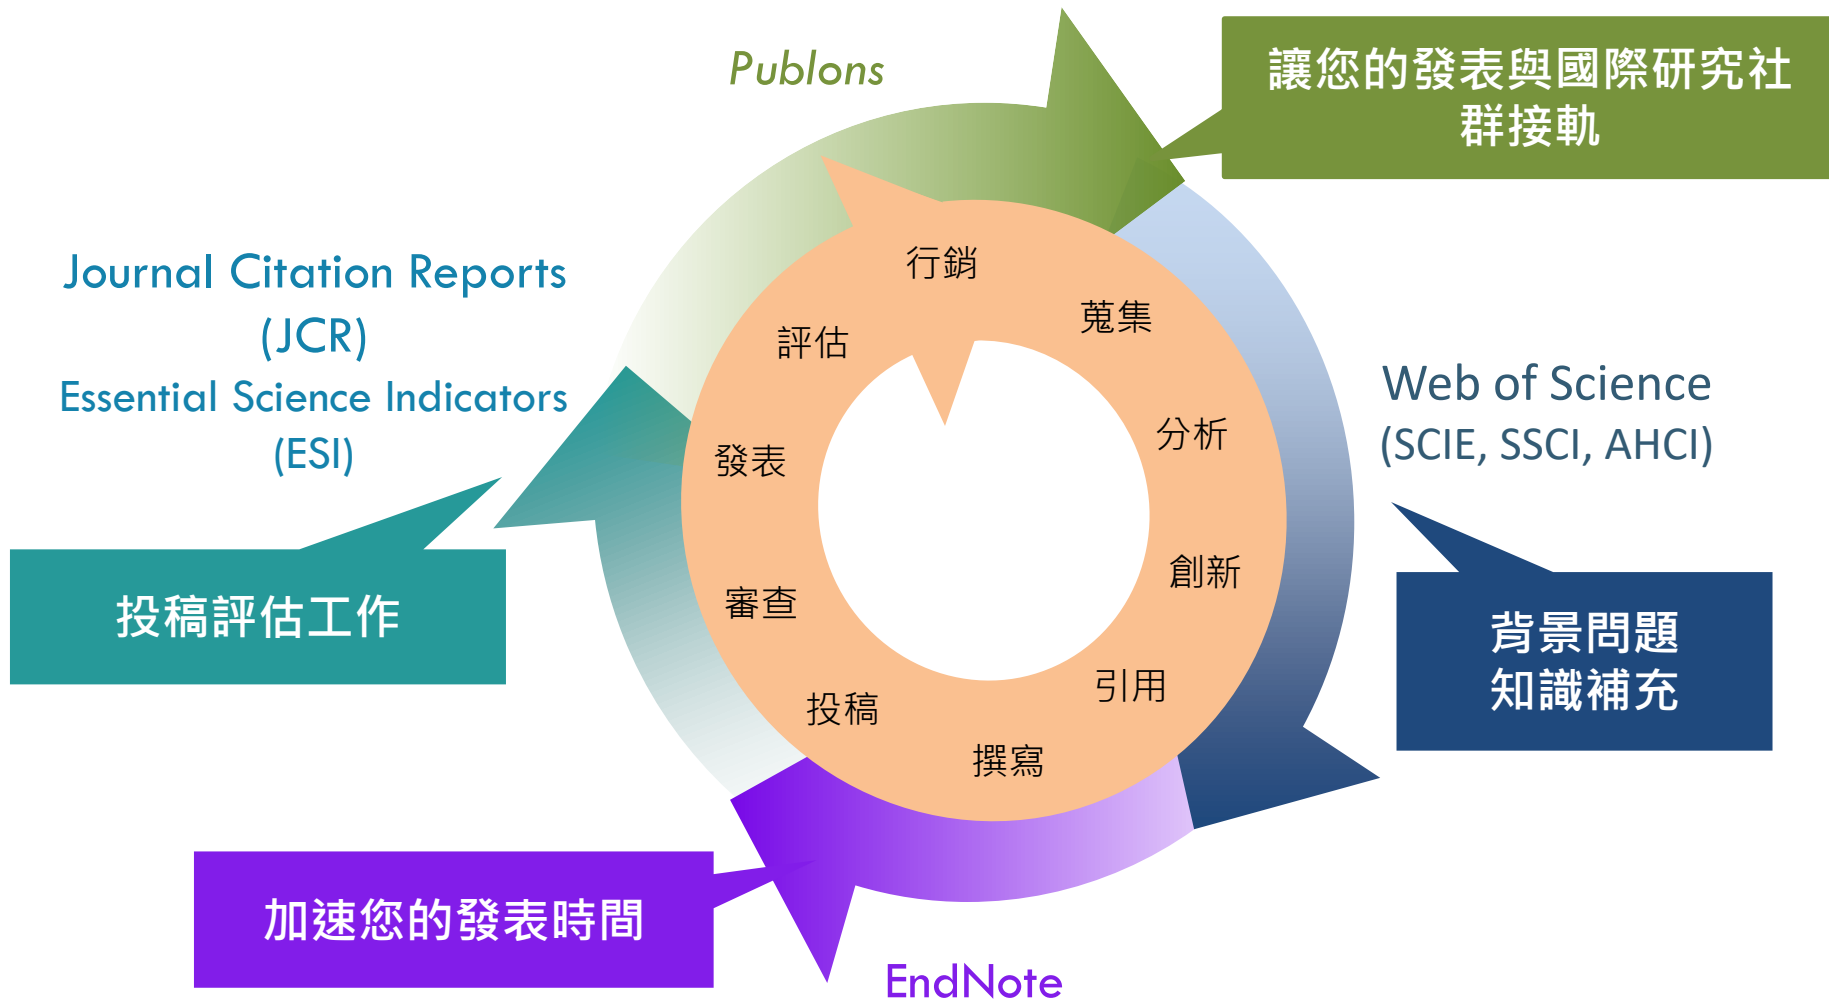 Publons
讓您的發表與國際研究社
群接軌
Journal Citation Reports
(JCR)
Essential Science Indicators
(ESI)
投稿評估工作
行銷
蒐集
分析
創新
引用
撰寫
投稿
審查
發表
評估
Web of Science
(SCIE, SSCI, AHCI)
背景問題
知識補充
加速您的發表時間
EndNote